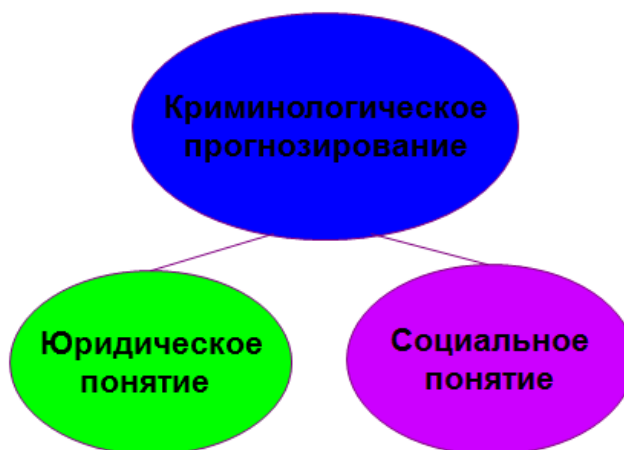 Криминологическое
прогнозирование
Юридическое
понятие
Социальное
понятие